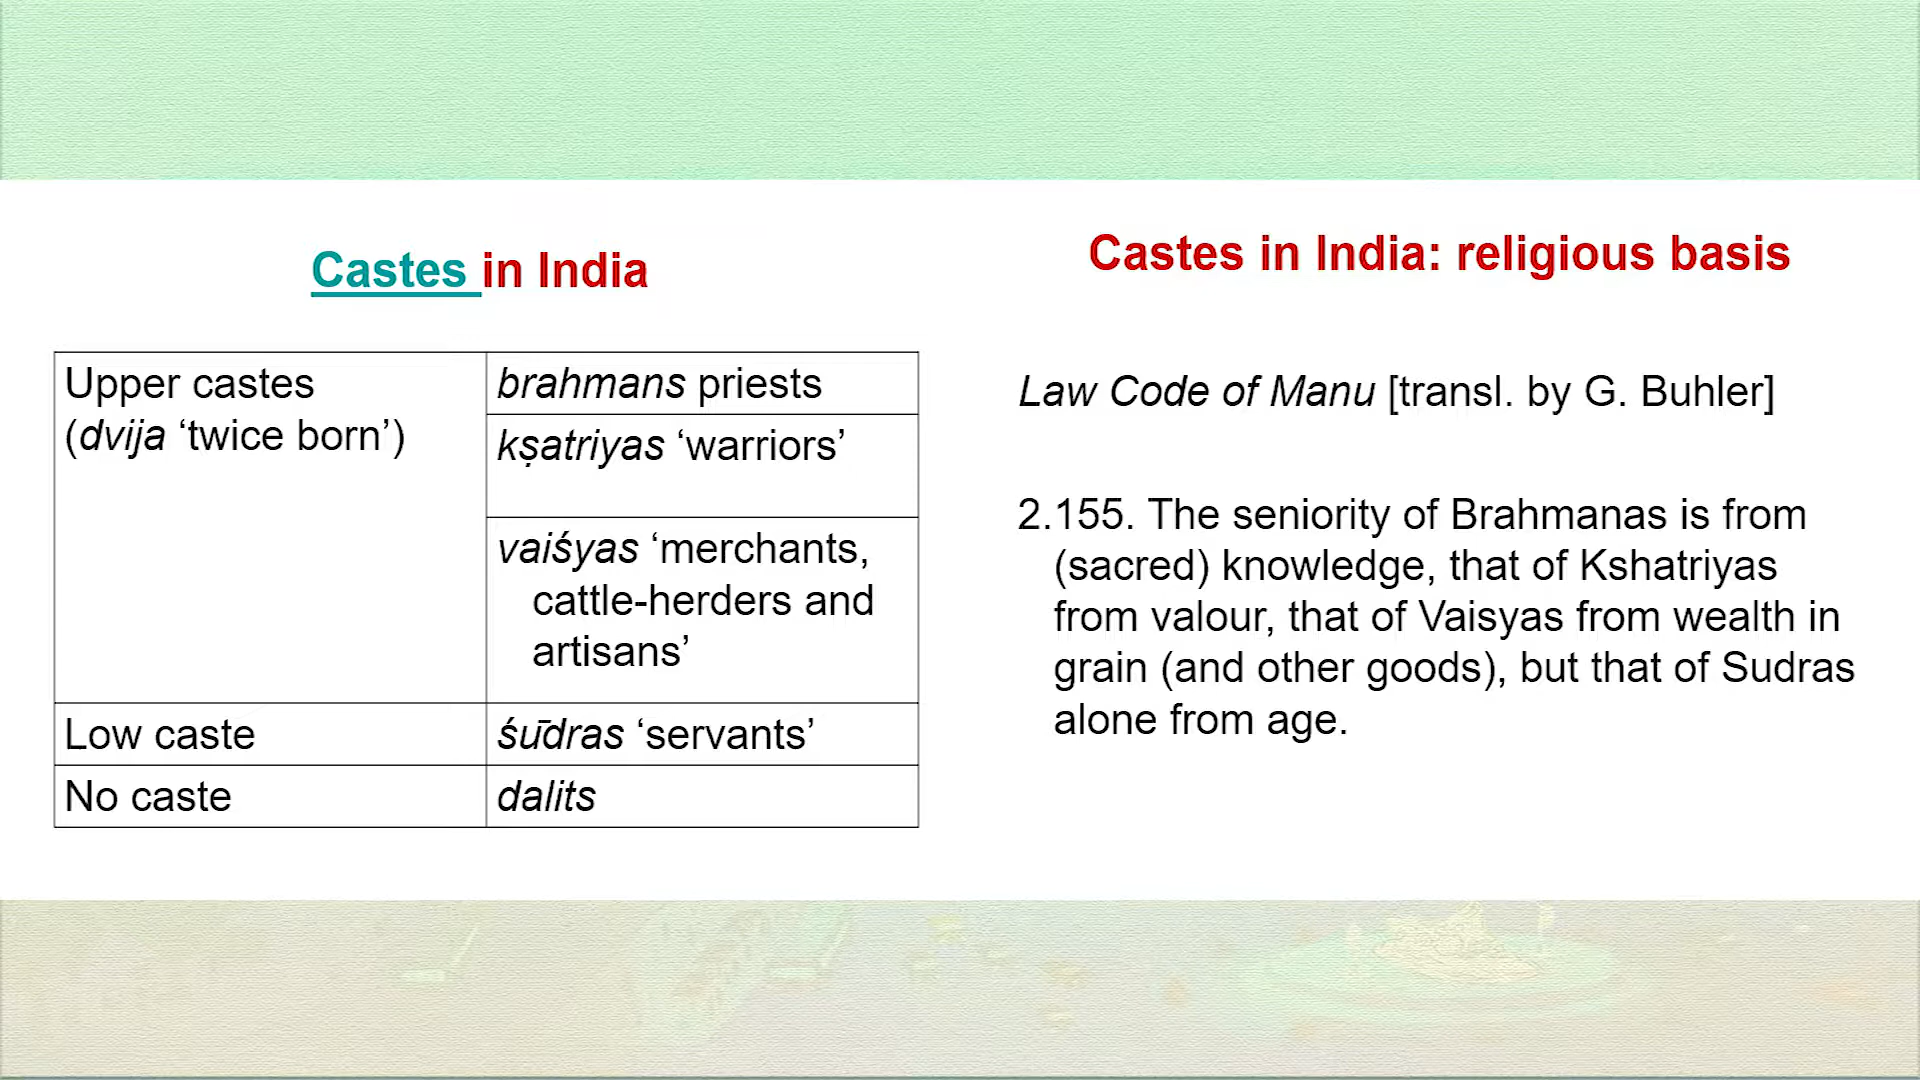 Castes in India
Upper castes
(dvija ‘twice born’)
brahmans priests
kṣatriyas ‘warriors’
vaiśyas ‘merchants,
cattle-herders and
artisans’
Low caste
śūdras ‘servants’
No caste
dalits
Castes in India: religious basis
Law Code of Manu [transl. by G. Buhler]
2.155. The seniority of Brahmanas is from
(sacred) knowledge, that of Kshatriyas
from valour, that of Vaisyas from wealth in
grain (and other goods), but that of Sudras
alone from age.